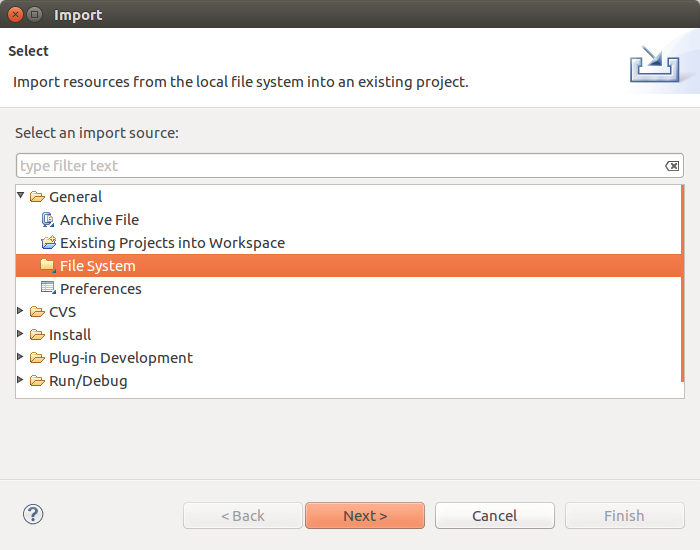 Import
Select
Import resources from the local file system into an existing project.
Select an import source:
type filter text
General
Archive File
Existing Projects into Workspace
File System
Preferences
CVS
Install
Plug-in Development
Run/Debug
?
< Back
Next >
Cancel
Finish